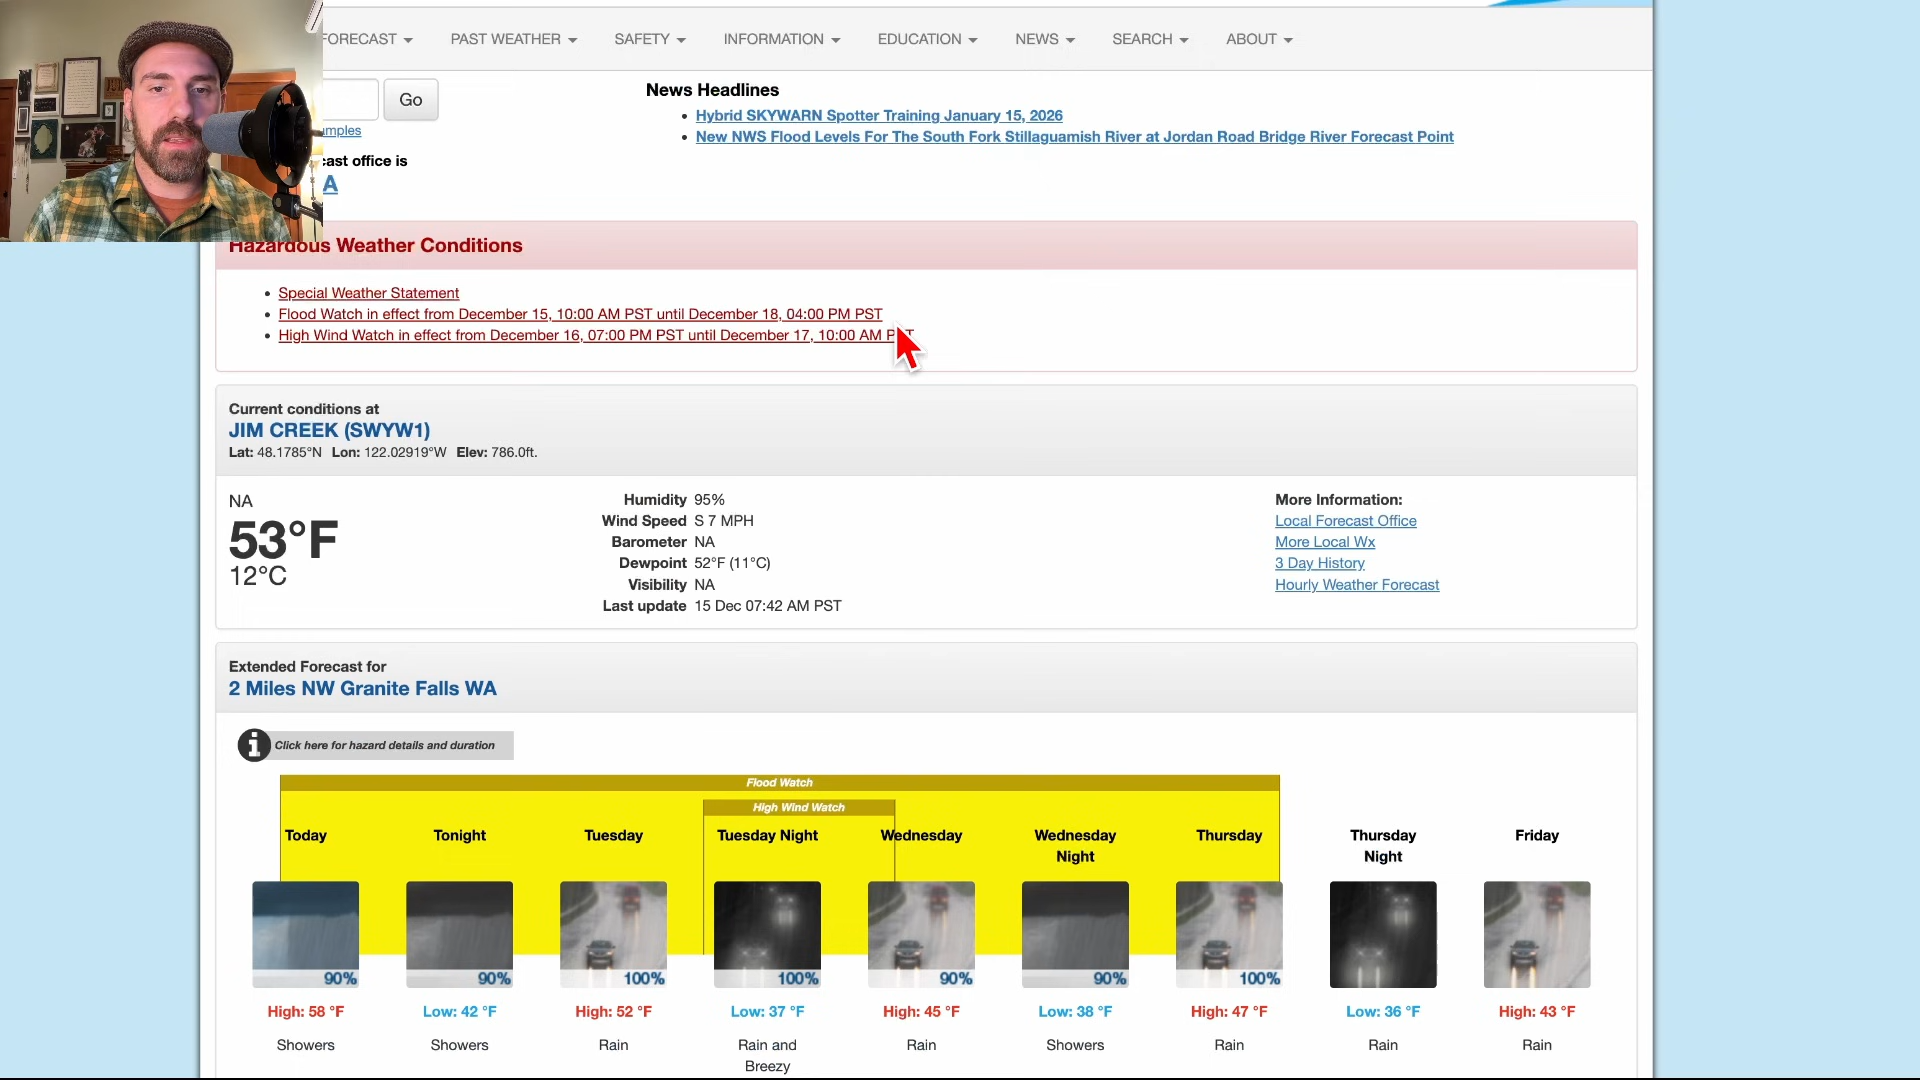 FORECAST
PAST WEATHER
SAFETY
INFORMATION
EDUCATION
NEWS
SEARCH
ABOUT
Go
News Headlines
Hybrid SKYWARN Spotter Training January 15, 2026
New NWS Flood Levels For The South Fork Stillaguamish River at Jordan Road Bridge River Forecast Point
amples
cast office is
A
Hazardous Weather Conditions
Special Weather Statement
Flood Watch in effect from December 15, 10:00 AM PST until December 18, 04:00 PM PST
High Wind Watch in effect from December 16, 07:00 PM PST until December 17, 10:00 AM PST
Current conditions at
JIM CREEK (SWYW1)
Lat: 48.1785°N Lon: 122.02919°W Elev: 786.0ft.
NA
53°F
12°C
Humidity 95%
Wind Speed S 7 MPH
Barometer NA
Dewpoint 52°F (11°C)
Visibility NA
Last update 15 Dec 07:42 AM PST
More Information:
Local Forecast Office
More Local Wx
3 Day History
Hourly Weather Forecast
Extended Forecast for
2 Miles NW Granite Falls WA
i Click here for hazard details and duration
Flood Watch
High Wind Watch
Today
Tonight
Tuesday
Tuesday Night
Wednesday
Wednesday
Night
Thursday
Thursday
Night
Friday
90%
90%
100%
100%
90%
90%
100%
High: 58 °F
Low: 42 °F
High: 52 °F
Low: 37 °F
High: 45 °F
Low: 38 °F
High: 47 °F
Low: 36 °F
High: 43 °F
Showers
Showers
Rain
Rain and
Breezy
Rain
Showers
Rain
Rain
Rain